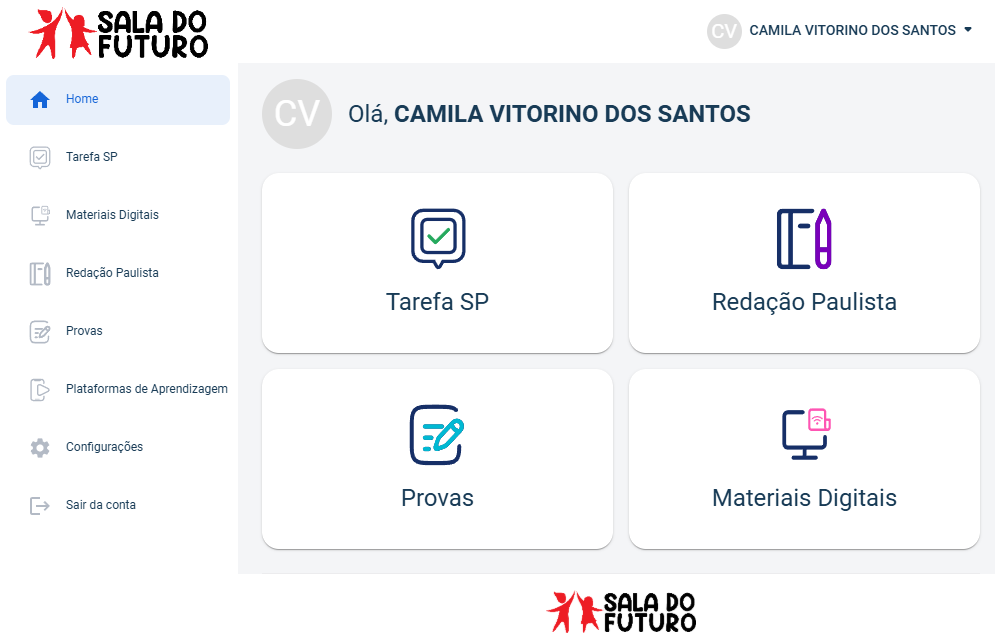 SALA DO
FUTURO
CV
CAMILA VITORINO DOS SANTOS
Home
Tarefa SP
Materiais Digitais
Redação Paulista
Provas
Plataformas de Aprendizagem
Configurações
Sair da conta
CV
Olá, CAMILA VITORINO DOS SANTOS
Tarefa SP
Redação Paulista
Provas
Materiais Digitais
SALA DO
FUTURO